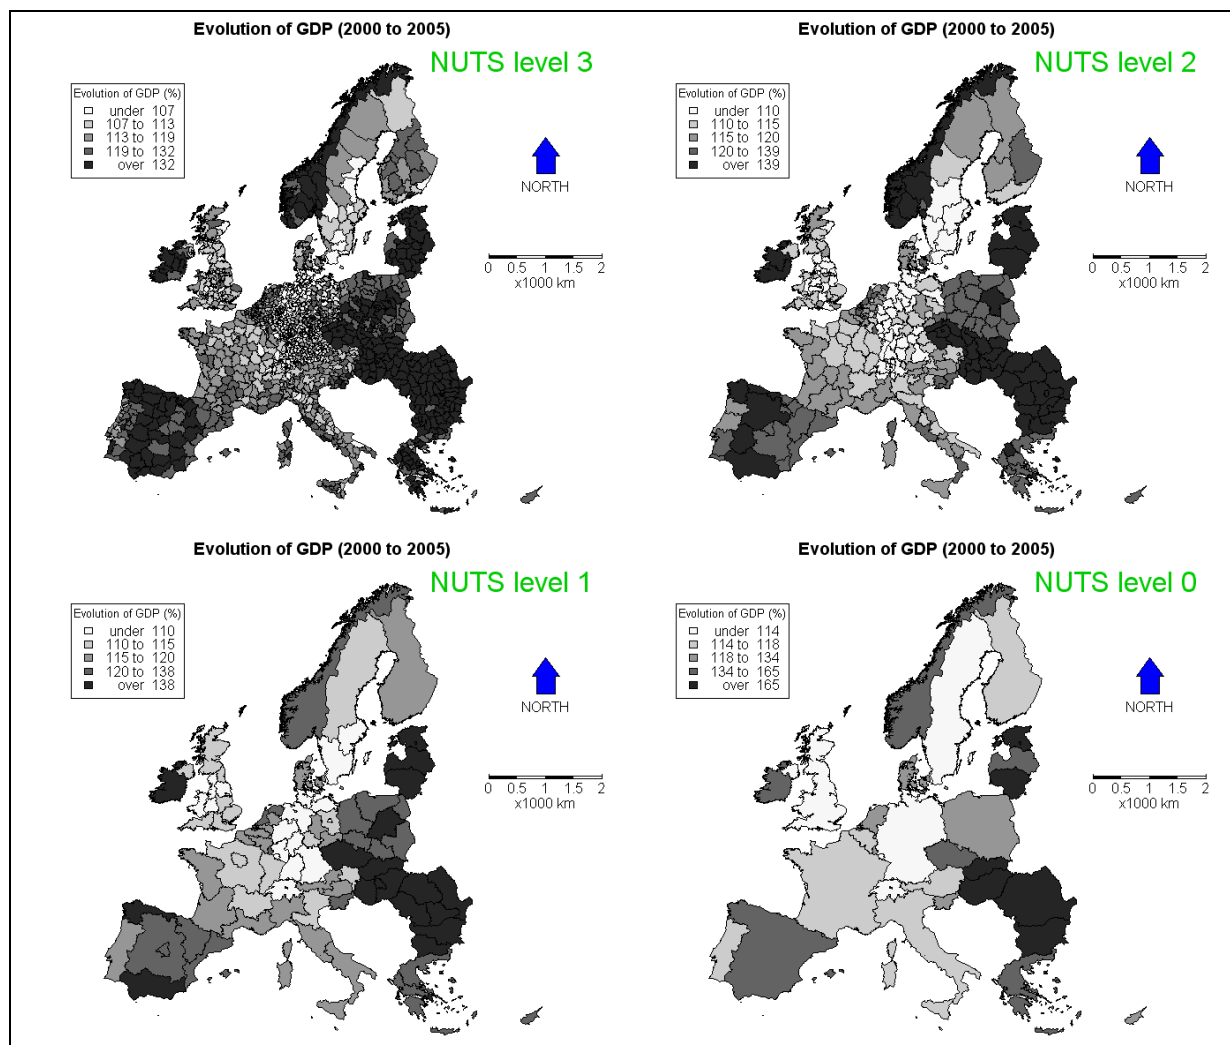 Evolution of GDP (2000 to 2005)
NUTS level 3
Evolution of GDP (%)
under 107
107 to 113
113 to 119
119 to 132
over 132
NORTH
0 0.5 1 1.5 2
x1000 km
Evolution of GDP (2000 to 2005)
NUTS level 2
Evolution of GDP (%)
under 110
110 to 115
115 to 120
120 to 139
over 139
NORTH
0 0.5 1 1.5 2
x1000 km
Evolution of GDP (2000 to 2005)
NUTS level 1
Evolution of GDP (%)
under 110
110 to 115
115 to 120
120 to 138
over 138
NORTH
0 0.5 1 1.5 2
x1000 km
Evolution of GDP (2000 to 2005)
NUTS level 0
Evolution of GDP (%)
under 114
114 to 118
118 to 134
134 to 165
over 165
NORTH
0 0.5 1 1.5 2
x1000 km